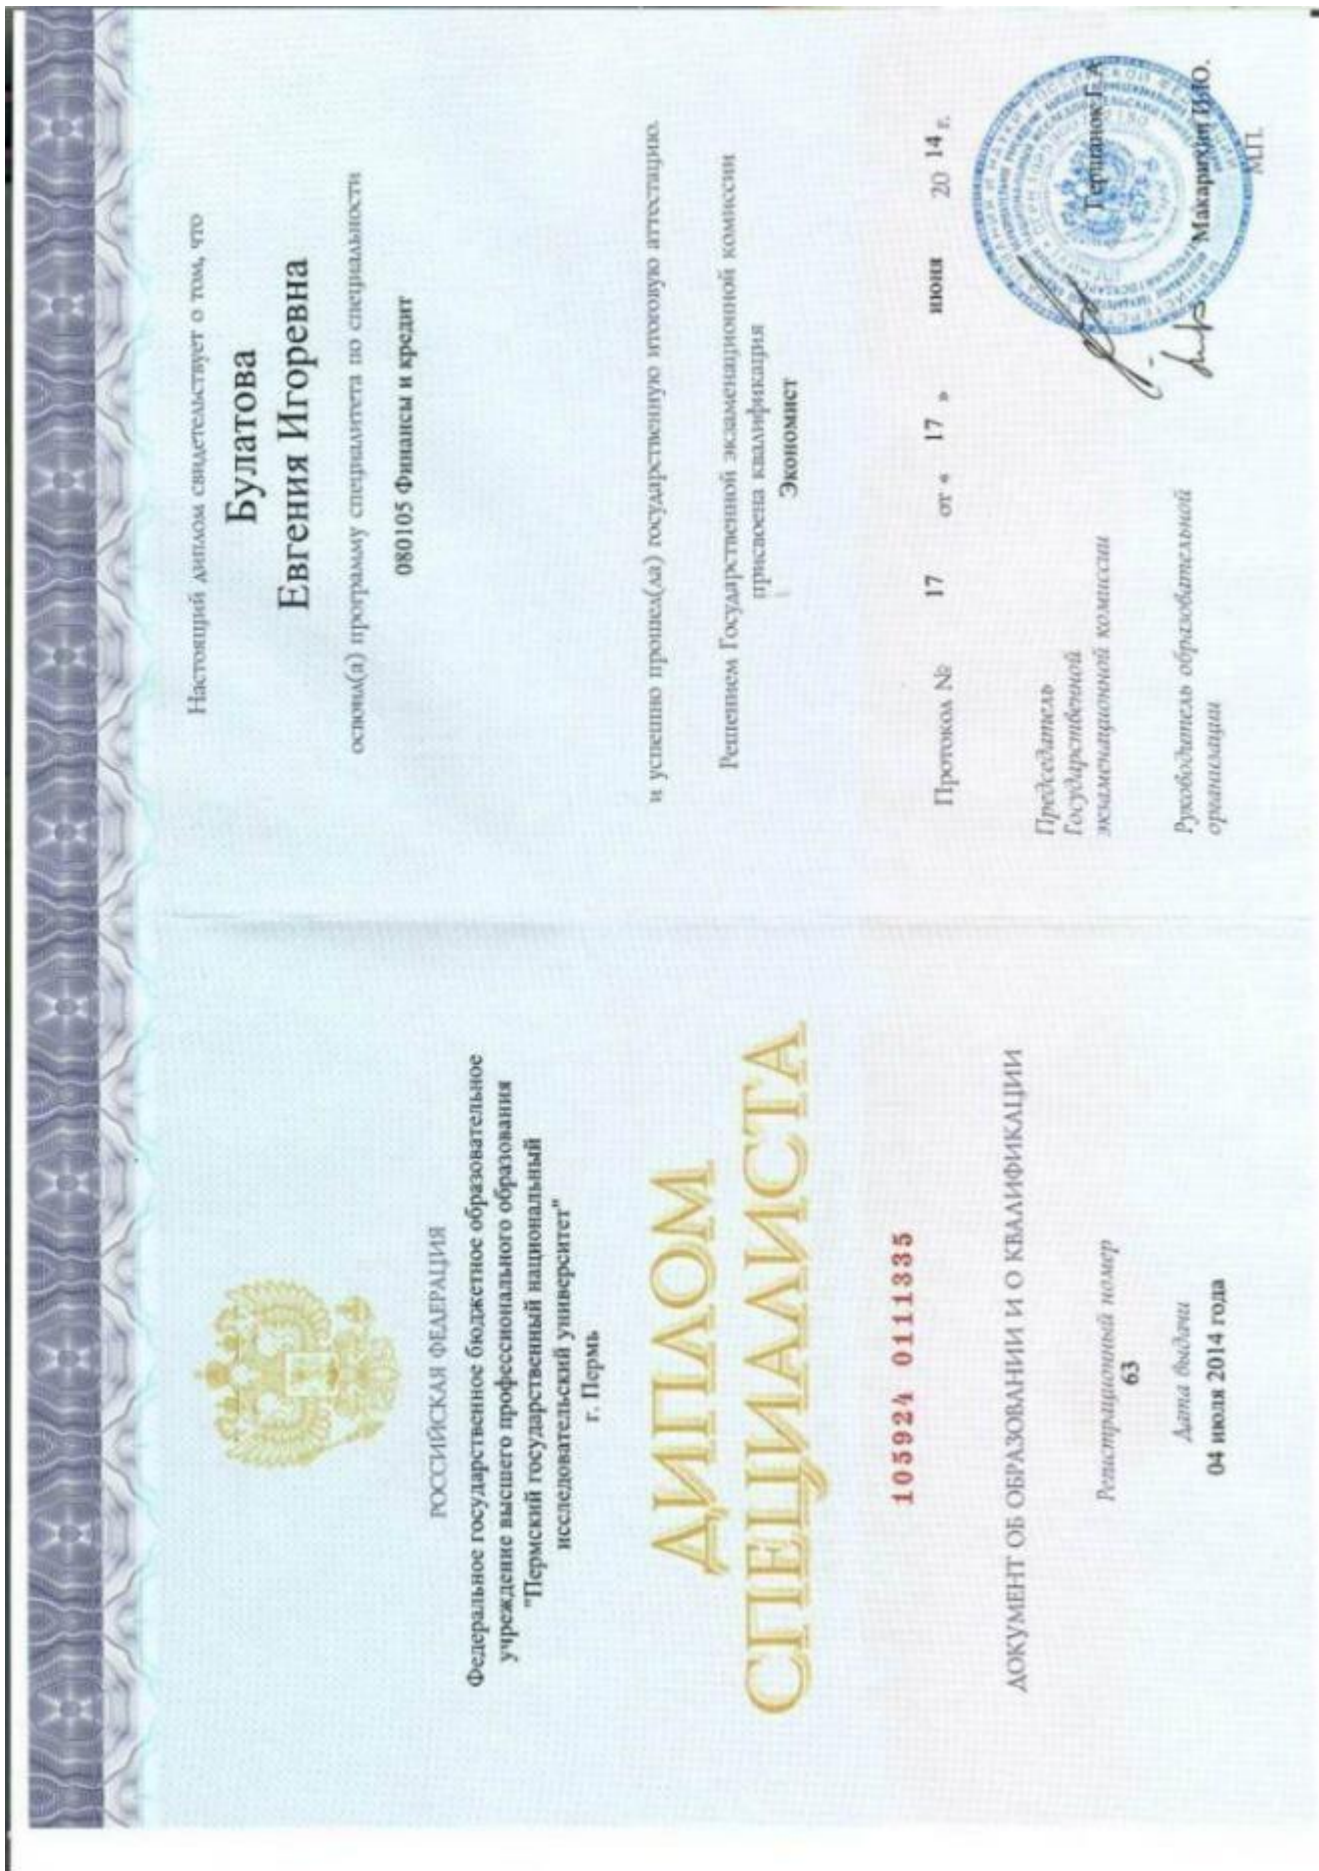 РОССИЙСКАЯ ФЕДЕРАЦИЯ
Федеральное государственное бюджетное образовательное
учреждение высшего профессионального образования
"Пермский государственный национальный
исследовательский университет"
г. Пермь
ДИПЛОМ
СПЕЦИАЛИСТА
105924 0111335
ДОКУМЕНТ ОБ ОБРАЗОВАНИИ И О КВАЛИФИКАЦИИ
Регистрационный номер
63
Дата выдачи
04 июля 2014 года
Настоящий диплом свидетельствует о том, что
Булатова
Евгения Игоревна
освоил(а) программу специалитета по специальности
080105 Финансы и кредит
и успешно прошел(ла) государственную итоговую аттестацию.
Решением Государственной экзаменационной комиссии
присвоена квалификация
Экономист
Протокол № 17 от « 17 » июня 20 14 г.
Председатель
Государственной
экзаменационной комиссии
Гершанок Г.А.
Руководитель образовательной
организации
Макарихин И.Ю.
М.П.